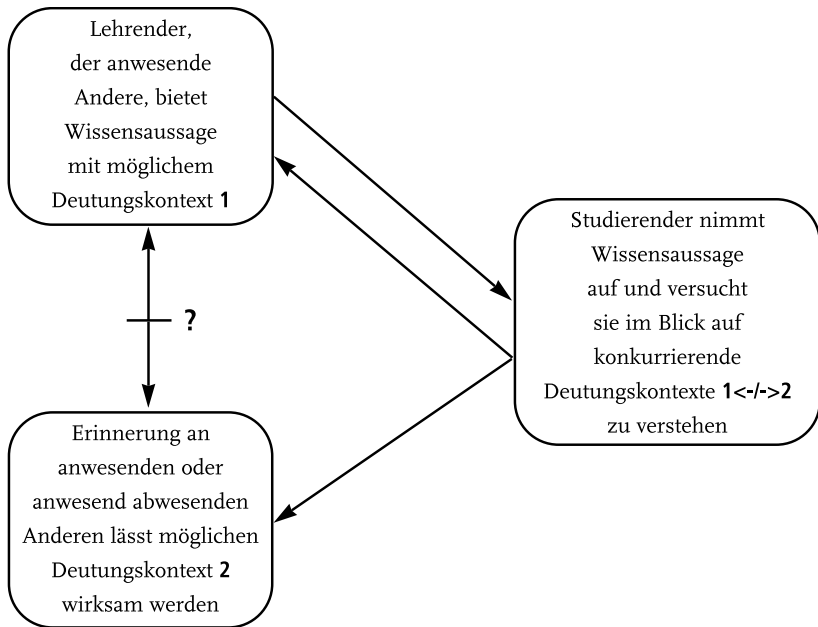 Lehrender,
der anwesende
Andere, bietet
Wissensaussage
mit möglichem
Deutungskontext 1
Studierender nimmt
Wissensaussage
auf und versucht
sie im Blick auf
konkurrierende
Deutungskontexte 1<-/->2
zu verstehen
?
Erinnerung an
anwesenden oder
anwesend abwesenden
Anderen lässt möglichen
Deutungskontext 2
wirksam werden